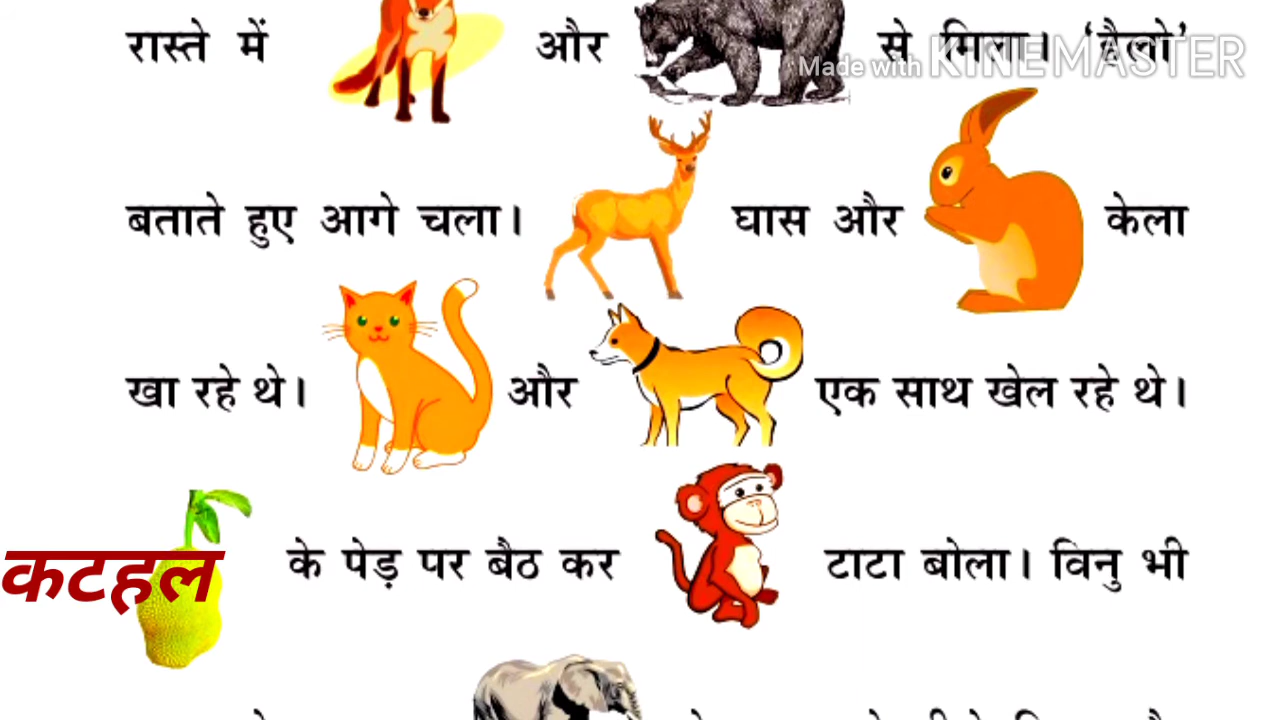 रास्ते में और से मिला। ‘हैलो’
Made with KINEMASTER
बताते हुए आगे चला। घास और केला
खा रहे थे। और एक साथ खेल रहे थे।
कटहल के पेड़ पर बैठ कर टाटा बोला। विनु भी